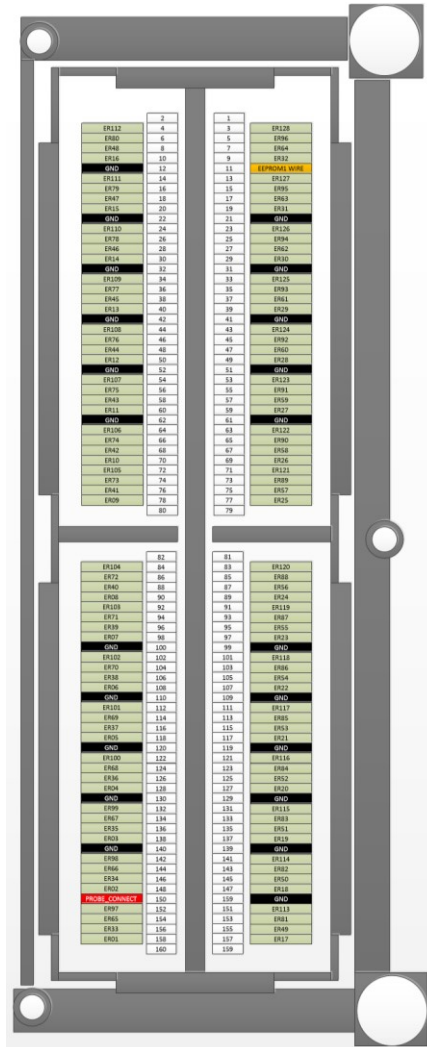 2 1
ER112 4 3 ER128
ER80 6 5 ER96
ER48 8 7 ER64
ER16 10 9 ER32
GND 12 11 EEPROM1 WIRE
ER111 14 13 ER127
ER79 16 15 ER95
ER47 18 17 ER63
ER15 20 19 ER31
GND 22 21 GND
ER110 24 23 ER126
ER78 26 25 ER94
ER46 28 27 ER62
ER14 30 29 ER30
GND 32 31 GND
ER109 34 33 ER125
ER77 36 35 ER93
ER45 38 37 ER61
ER13 40 39 ER29
GND 42 41 GND
ER108 44 43 ER124
ER76 46 45 ER92
ER44 48 47 ER60
ER12 50 49 ER28
GND 52 51 GND
ER107 54 53 ER123
ER75 56 55 ER91
ER43 58 57 ER59
ER11 60 59 ER27
GND 62 61 GND
ER106 64 63 ER122
ER74 66 65 ER90
ER42 68 67 ER58
ER10 70 69 ER26
ER105 72 71 ER121
ER73 74 73 ER89
ER41 76 75 ER57
ER09 78 77 ER25
80 79
82 81
ER104 84 83 ER120
ER72 86 85 ER88
ER40 88 87 ER56
ER08 90 89 ER24
ER103 92 91 ER119
ER71 94 93 ER87
ER39 96 95 ER55
ER07 98 97 ER23
GND 100 99 GND
ER102 102 101 ER118
ER70 104 103 ER86
ER38 106 105 ER54
ER06 108 107 ER22
GND 110 109 GND
ER101 112 111 ER117
ER69 114 113 ER85
ER37 116 115 ER53
ER05 118 117 ER21
GND 120 119 GND
ER100 122 121 ER116
ER68 124 123 ER84
ER36 126 125 ER52
ER04 128 127 ER20
GND 130 129 GND
ER99 132 131 ER115
ER67 134 133 ER83
ER35 136 135 ER51
ER03 138 137 ER19
GND 140 139 GND
ER98 142 141 ER114
ER66 144 143 ER82
ER34 146 145 ER50
ER02 148 147 ER18
PROBE_CONNECT 150 159 GND
ER97 152 151 ER113
ER65 154 153 ER81
ER33 156 155 ER49
ER01 158 157 ER17
160 159